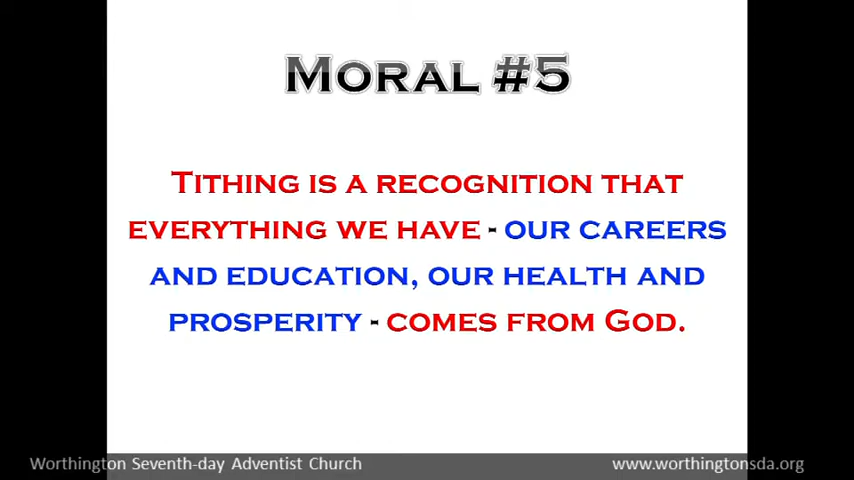 Moral #5
Tithing is a recognition that
everything we have - our careers
and education, our health and
prosperity - comes from God.
Worthington Seventh-day Adventist Church
www.worthingtonsda.org